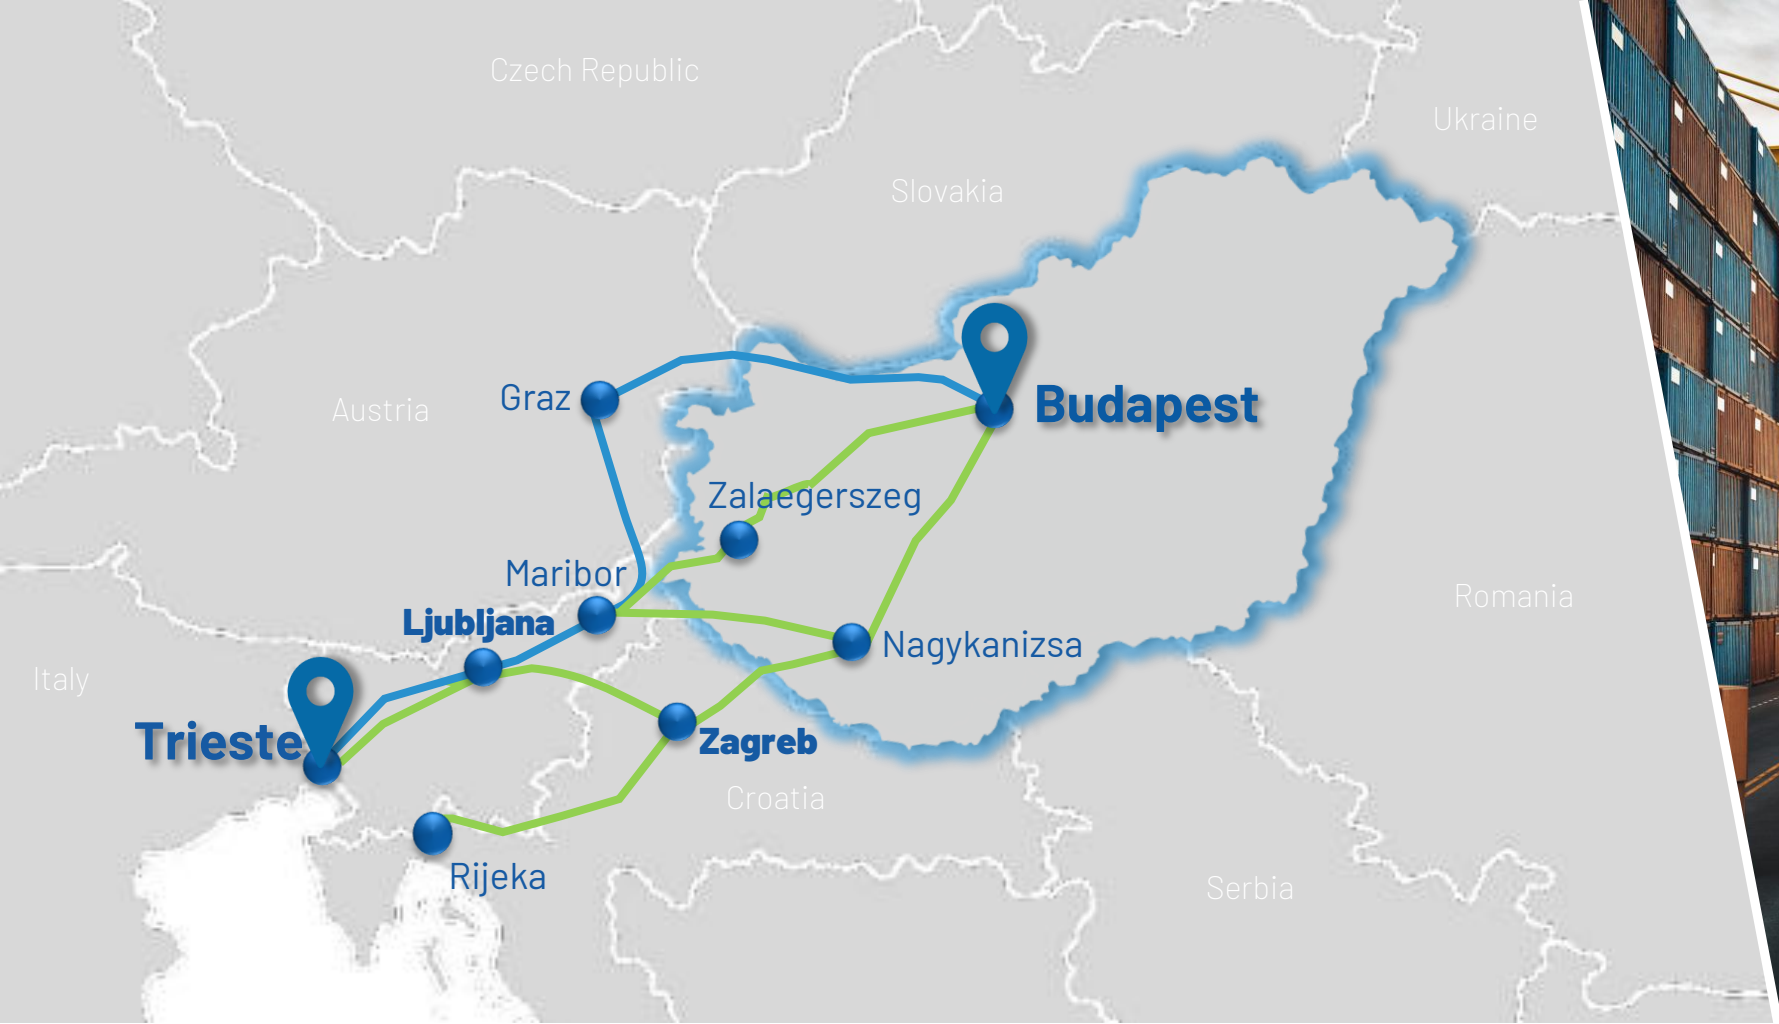 Czech Republic
Ukraine
Slovakia
Graz
Austria
Budapest
Zalaegerszeg
Maribor
Romania
Ljubljana
Nagykanizsa
Italy
Trieste
Zagreb
Croatia
Rijeka
Serbia